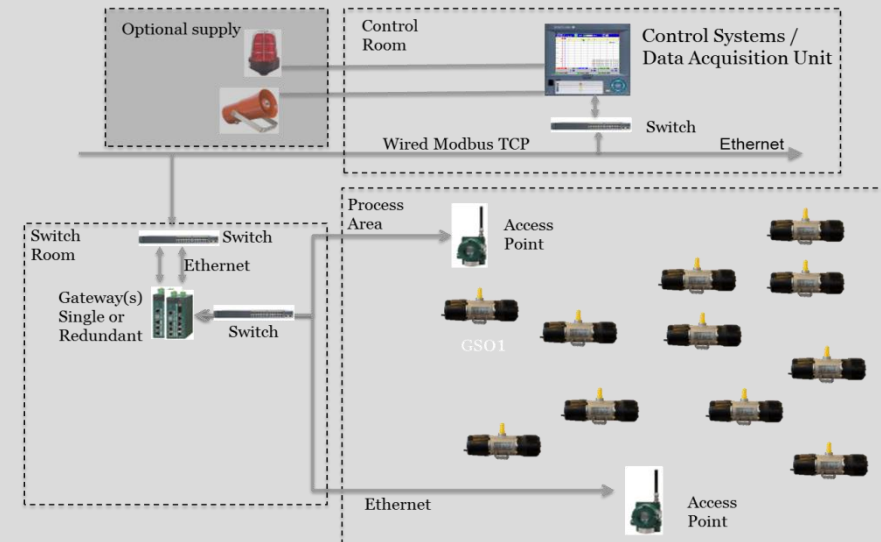 Optional supply
Control
Room
Control Systems /
Data Acquisition Unit
Switch
Wired Modbus TCP
Ethernet
Switch
Room
Switch
Ethernet
Gateway(s)
Single or
Redundant
Switch
Process
Area
Access
Point
GSO1
Ethernet
Access
Point